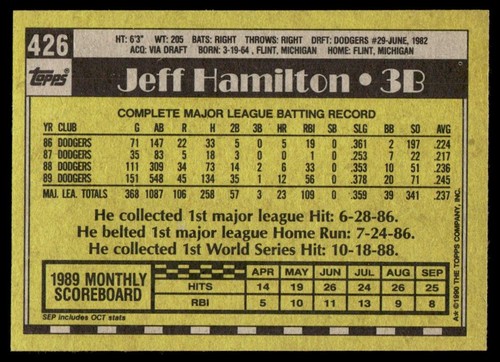 426
HT: 6'3" WT: 205 BATS: RIGHT THROWS: RIGHT DRFT: DODGERS #29-JUNE, 1982
ACQ: VIA DRAFT BORN: 3-19-64, FLINT, MICHIGAN HOME: FLINT, MICHIGAN
Topps
Jeff Hamilton • 3B
COMPLETE MAJOR LEAGUE BATTING RECORD
YR CLUB G AB R H 2B 3B HR RBI SB SLG BB SO AVG
86 DODGERS 71 147 22 33 5 0 5 19 0 .361 2 197 .224
87 DODGERS 35 83 5 18 3 0 0 1 0 .253 7 22 .217
88 DODGERS 111 309 34 73 14 2 6 33 0 .353 10 51 .236
89 DODGERS 151 548 45 134 35 1 12 56 0 .378 20 71 .245
MAJ. LEA. TOTALS 368 1087 106 258 57 3 23 109 0 .359 39 341 .237
He collected 1st major league Hit: 6-28-86.
He belted 1st major league Home Run: 7-24-86.
He collected 1st World Series Hit: 10-18-88.
1989 MONTHLY SCOREBOARD
APR MAY JUN JUL AUG SEP
HITS 14 19 26 24 26 25
RBI 5 10 11 13 9 8
SEP includes OCT stats
A* ©1990 THE TOPPS COMPANY, INC.